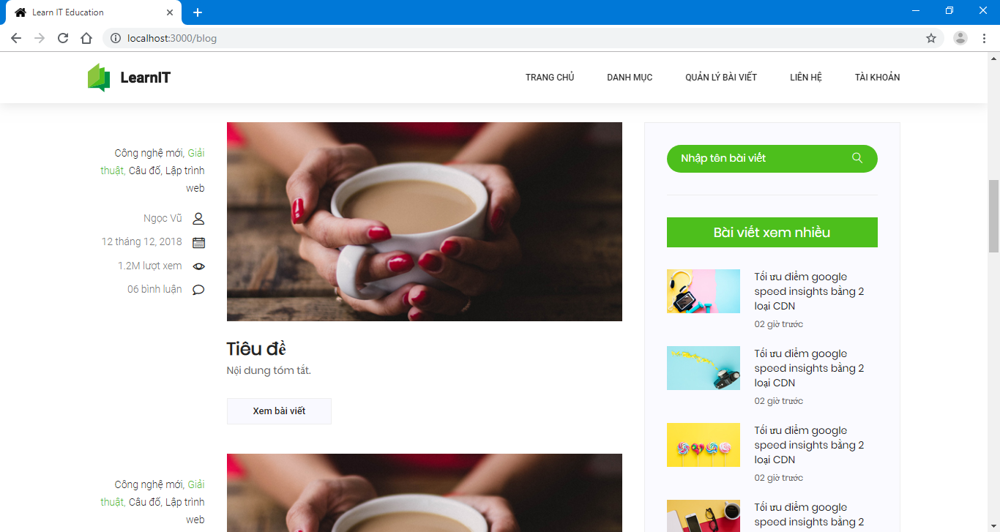 Learn IT Education
localhost:3000/blog
LearnIT
TRANG CHỦ
DANH MỤC
QUẢN LÝ BÀI VIẾT
LIÊN HỆ
TÀI KHOẢN
Công nghệ mới, Giải
thuật, Câu đố, Lập trình
web
Ngọc Vũ
12 tháng 12, 2018
1.2M lượt xem
06 bình luận
Tiêu đề
Nội dung tóm tắt.
Xem bài viết
Công nghệ mới, Giải
thuật, Câu đố, Lập trình
web
Nhập tên bài viết
Bài viết xem nhiều
Tối ưu điểm google
speed insights bằng 2
loại CDN
02 giờ trước
Tối ưu điểm google
speed insights bằng 2
loại CDN
02 giờ trước
Tối ưu điểm google
speed insights bằng 2
loại CDN
02 giờ trước
Tối ưu điểm google
speed insights bằng 2